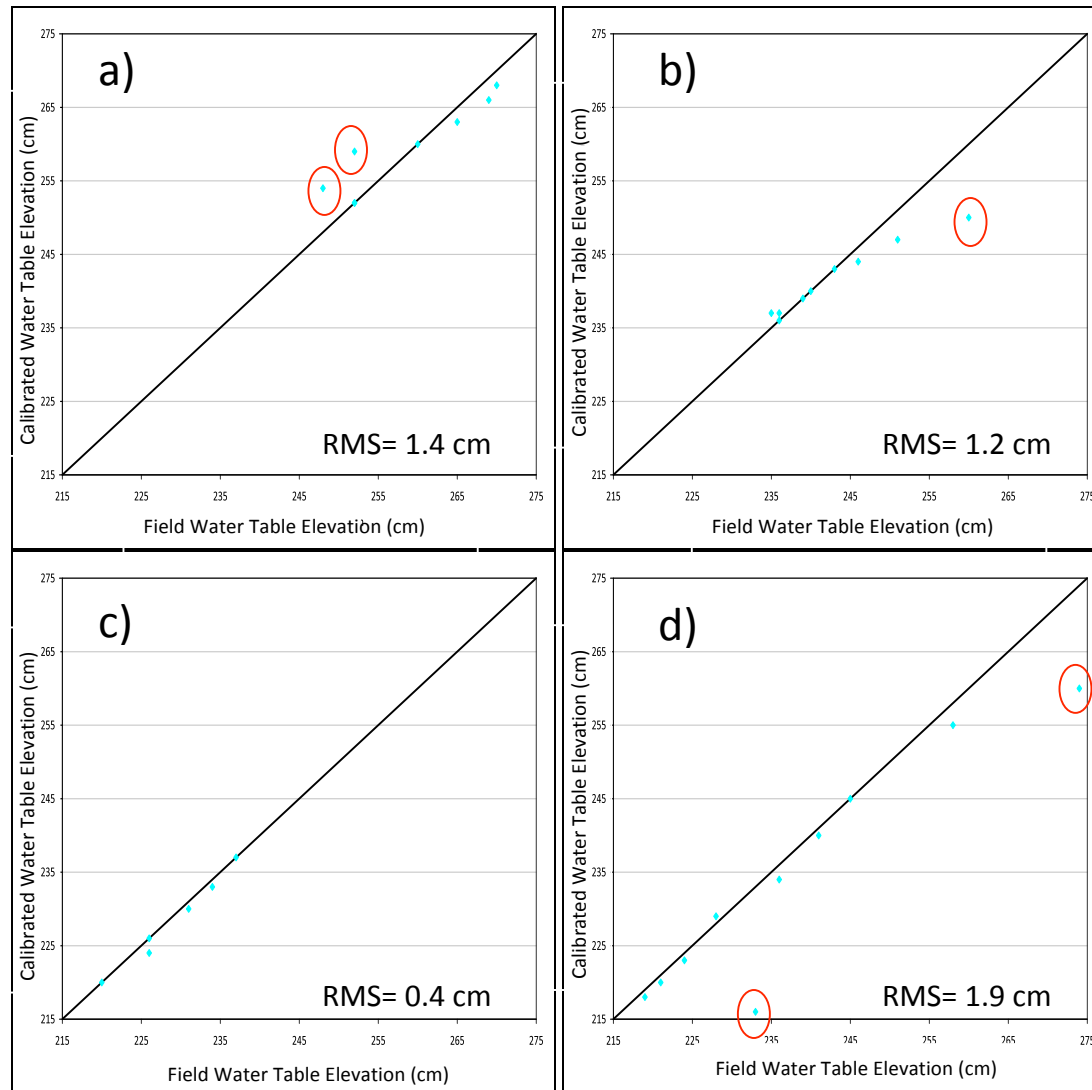 a)
Calibrated Water Table Elevation (cm)
275
265
255
245
235
225
215
RMS= 1.4 cm
215 225 235 245 255 265 275
Field Water Table Elevation (cm)
b)
Calibrated Water Table Elevation (cm)
275
265
255
245
235
225
215
RMS= 1.2 cm
215 225 235 245 255 265 275
Field Water Table Elevation (cm)
c)
Calibrated Water Table Elevation (cm)
275
265
255
245
235
225
215
RMS= 0.4 cm
215 225 235 245 255 265 275
Field Water Table Elevation (cm)
d)
Calibrated Water Table Elevation (cm)
275
265
255
245
235
225
215
RMS= 1.9 cm
215 225 235 245 255 265 275
Field Water Table Elevation (cm)